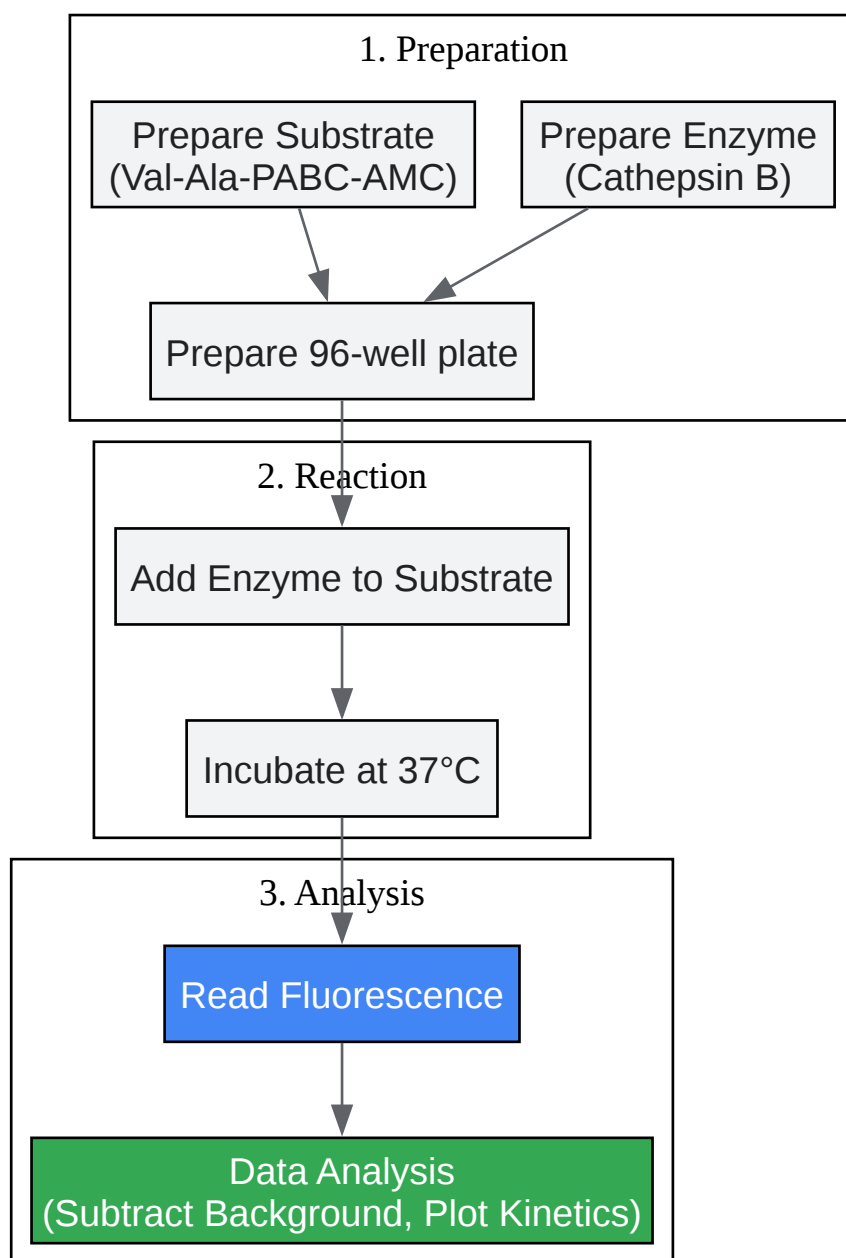 1. Preparation
Prepare Substrate
(Val-Ala-PABC-AMC)
Prepare Enzyme
(Cathepsin B)
Prepare 96-well plate
2. Reaction
Add Enzyme to Substrate
Incubate at 37°C
3. Analysis
Read Fluorescence
Data Analysis
(Subtract Background, Plot Kinetics)